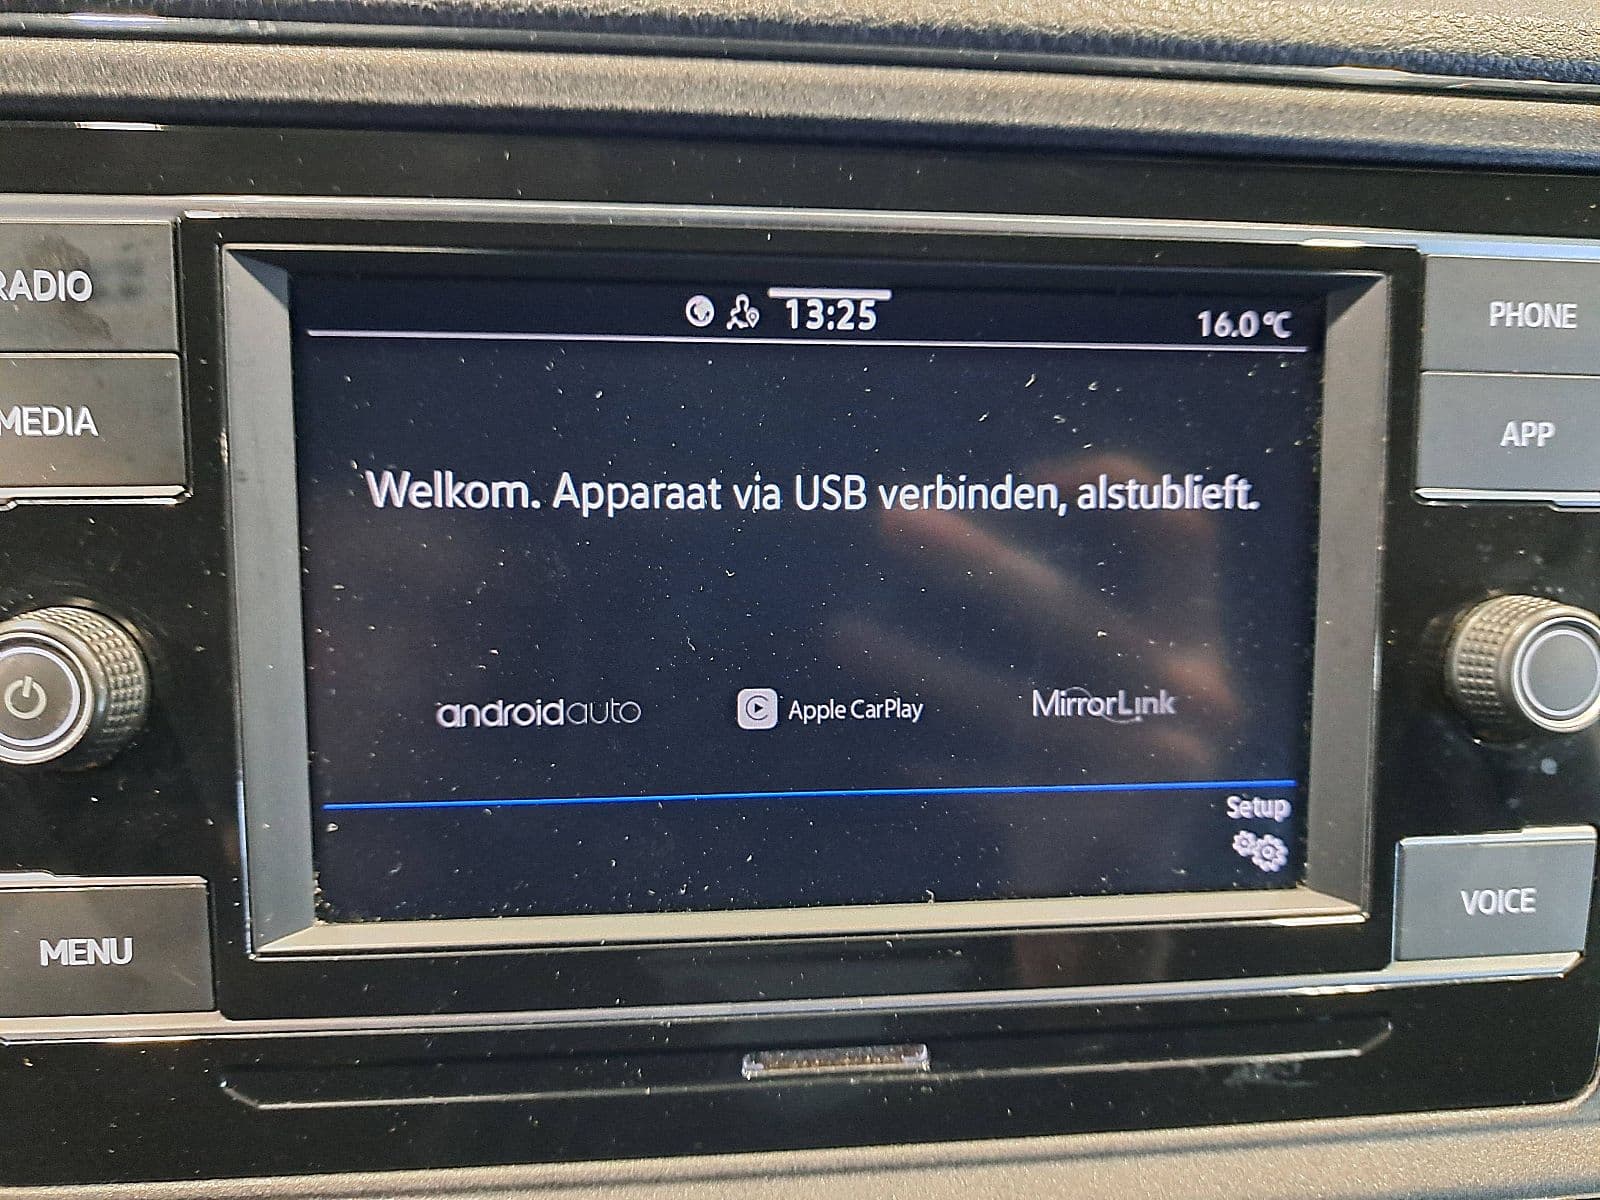 RADIO
MEDIA
MENU
13:25
16.0°C
Welkom. Apparaat via USB verbinden, alstublieft.
androidauto
Apple CarPlay
MirrorLink
Setup
PHONE
APP
VOICE